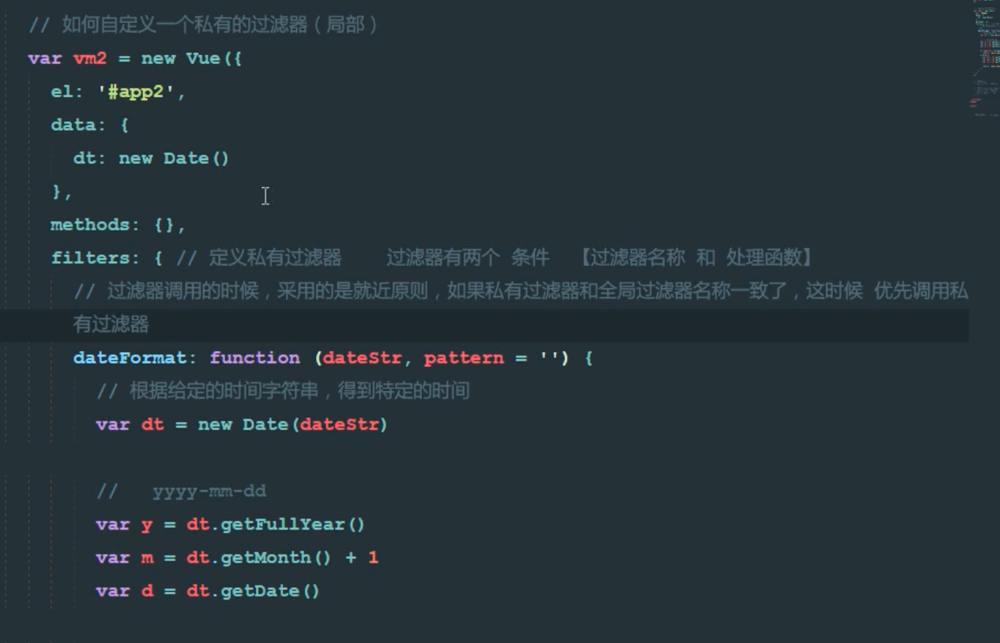 // 如何自定义一个私有的过滤器（局部）
var vm2 = new Vue({
el: '#app2',
data: {
dt: new Date()
},
methods: {},
filters: { // 定义私有过滤器    过滤器有两个 条件  【过滤器名称 和 处理函数】
// 过滤器调用的时候，采用的是就近原则，如果私有过滤器和全局过滤器名称一致了，这时候 优先调用私
有过滤器
dateFormat: function (dateStr, pattern = '') {
// 根据给定的时间字符串，得到特定的时间
var dt = new Date(dateStr)
//   yyyy-mm-dd
var y = dt.getFullYear()
var m = dt.getMonth() + 1
var d = dt.getDate()